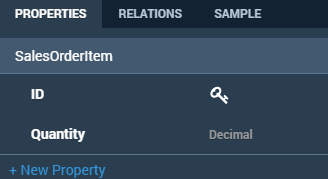 PROPERTIES RELATIONS SAMPLE
SalesOrderItem
ID
Quantity Decimal
+ New Property